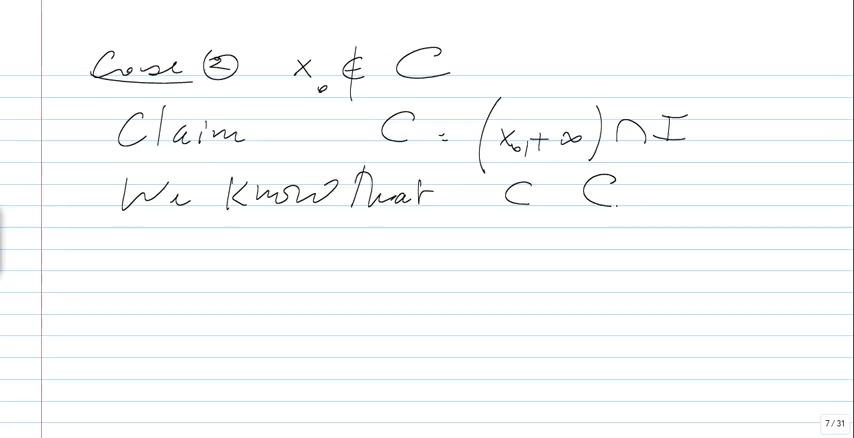 Case ② x₀ ∉ C
Claim C = (x₀, +∞) ∩ I
We know that ⊂ C.
7 / 31